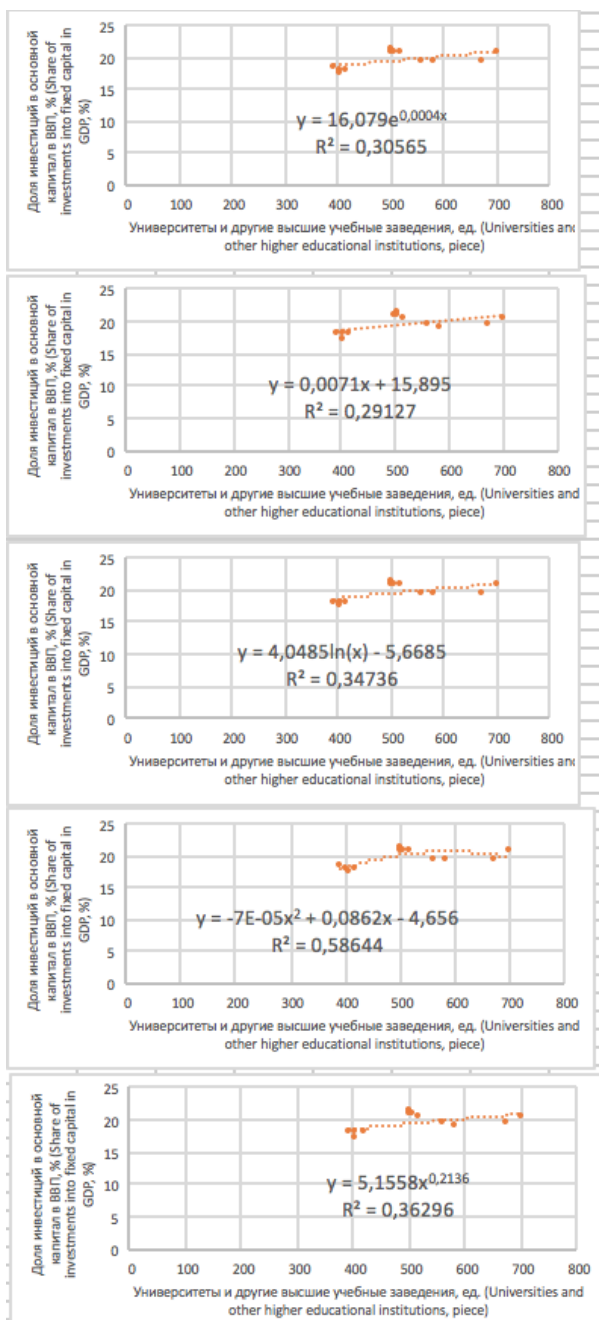 Доля инвестиций в основной
капитал в ВВП, % (Share of
investments into fixed capital in
GDP, %)
25
20
15
10
5
0
y = 16,079e^0,0004x
R² = 0,30565
0 100 200 300 400 500 600 700 800
Университеты и другие высшие учебные заведения, ед. (Universities and
other higher educational institutions, piece)
Доля инвестиций в основной
капитал в ВВП, % (Share of
investments into fixed capital in
GDP, %)
25
20
15
10
5
0
y = 0,0071x + 15,895
R² = 0,29127
0 100 200 300 400 500 600 700 800
Университеты и другие высшие учебные заведения, ед. (Universities and
other higher educational institutions, piece)
Доля инвестиций в основной
капитал в ВВП, % (Share of
investments into fixed capital in
GDP, %)
25
20
15
10
5
0
y = 4,0485ln(x) - 5,6685
R² = 0,34736
0 100 200 300 400 500 600 700 800
Университеты и другие высшие учебные заведения, ед. (Universities and
other higher educational institutions, piece)
Доля инвестиций в основной
капитал в ВВП, % (Share of
investments into fixed capital in
GDP, %)
25
20
15
10
5
0
y = -7E-05x² + 0,0862x - 4,656
R² = 0,58644
0 100 200 300 400 500 600 700 800
Университеты и другие высшие учебные заведения, ед. (Universities and
other higher educational institutions, piece)
Доля инвестиций в основной
капитал в ВВП, % (Share of
investments into fixed capital in
GDP, %)
25
20
15
10
5
0
y = 5,1558x^0,2136
R² = 0,36296
0 100 200 300 400 500 600 700 800
Университеты и другие высшие учебные заведения, ед. (Universities and
other higher educational institutions, piece)